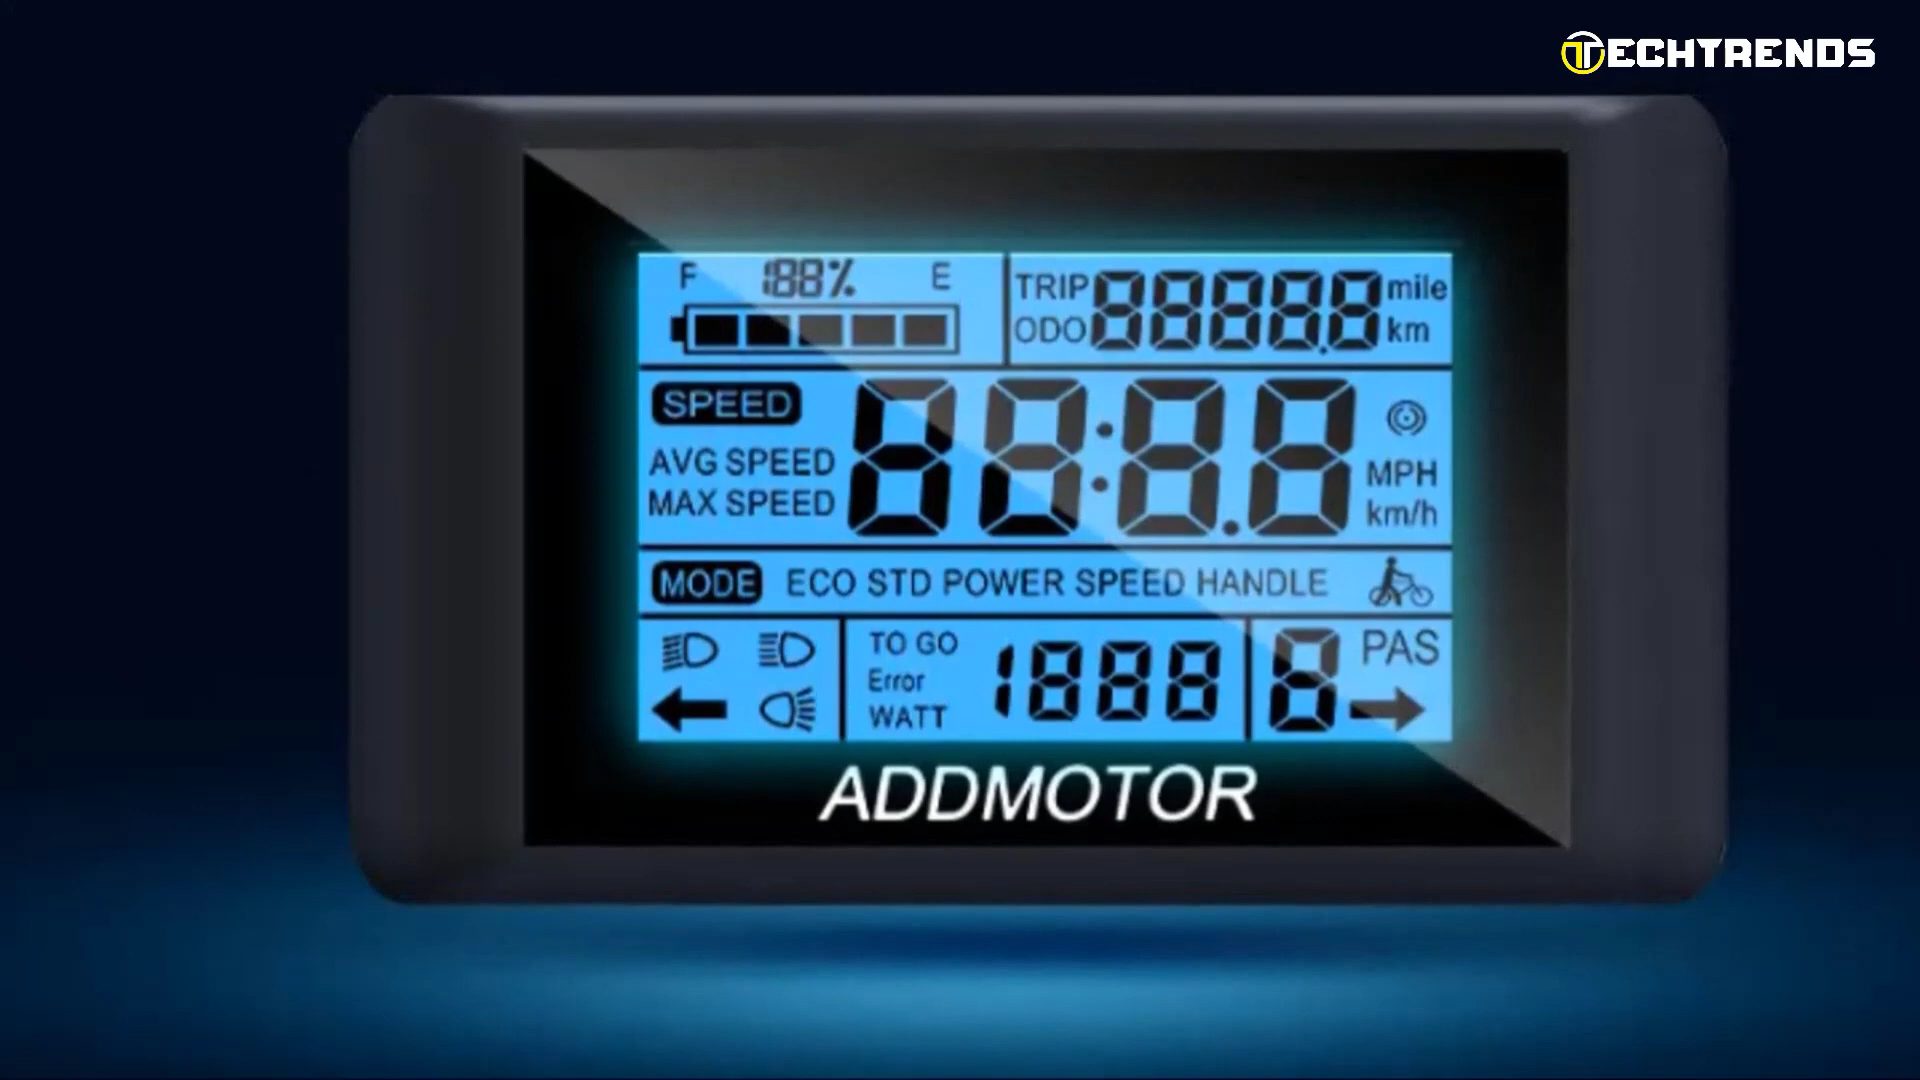 TECHTRENDS
F 188% E
TRIP 88888.8 mile
ODO km
SPEED
AVG SPEED
MAX SPEED
88:8.8
MPH
km/h
MODE ECO STD POWER SPEED HANDLE
TO GO
Error
WATT
1888
8 PAS
ADDMOTOR